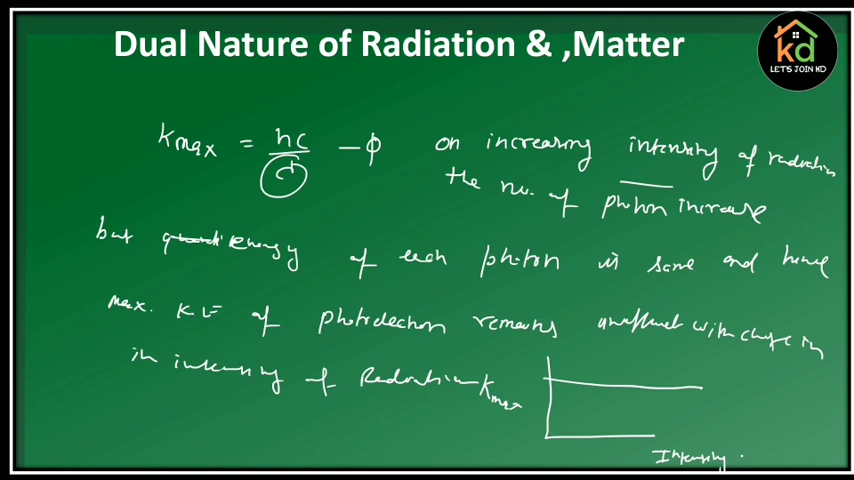 Dual Nature of Radiation & ,Matter
kd
LET'S JOIN KD
Kmax = hc/λ – ϕ on increasing intensity of radiation
the no. of photon increase
but energy of each photon is same and hence
max. KE of photoelectron remains with change in
in intensity of Radiation Kmax
Intensity